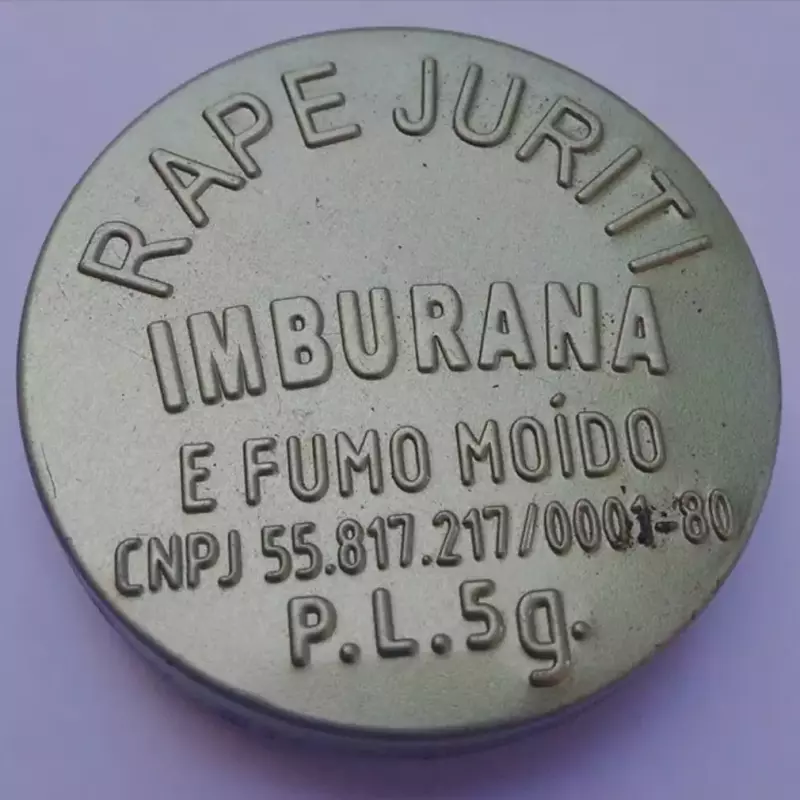 RAPE JURITI
IMBURANA
E FUMO MOÍDO
CNPJ 55.817.217/0001-80
P.L.5g.